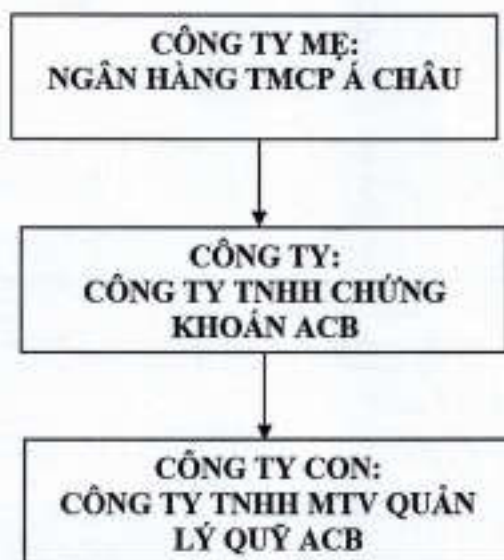 CÔNG TY MẸ:
NGÂN HÀNG TMCP Á CHÂU
CÔNG TY:
CÔNG TY TNHH CHỨNG
KHOÁN ACB
CÔNG TY CON:
CÔNG TY TNHH MTV QUẢN
LÝ QUỸ ACB